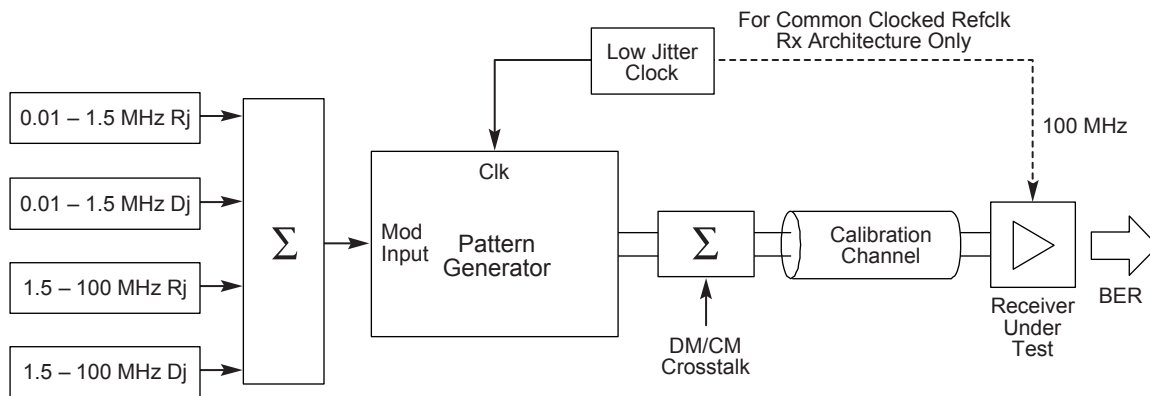 For Common Clocked Refclk
Rx Architecture Only
Low Jitter
Clock
0.01 – 1.5 MHz Rj
100 MHz
Clk
0.01 – 1.5 MHz Dj
Σ
Mod
Input
Pattern
Generator
Σ
Calibration
Channel
1.5 – 100 MHz Rj
BER
Receiver
Under
Test
DM/CM
Crosstalk
1.5 – 100 MHz Dj